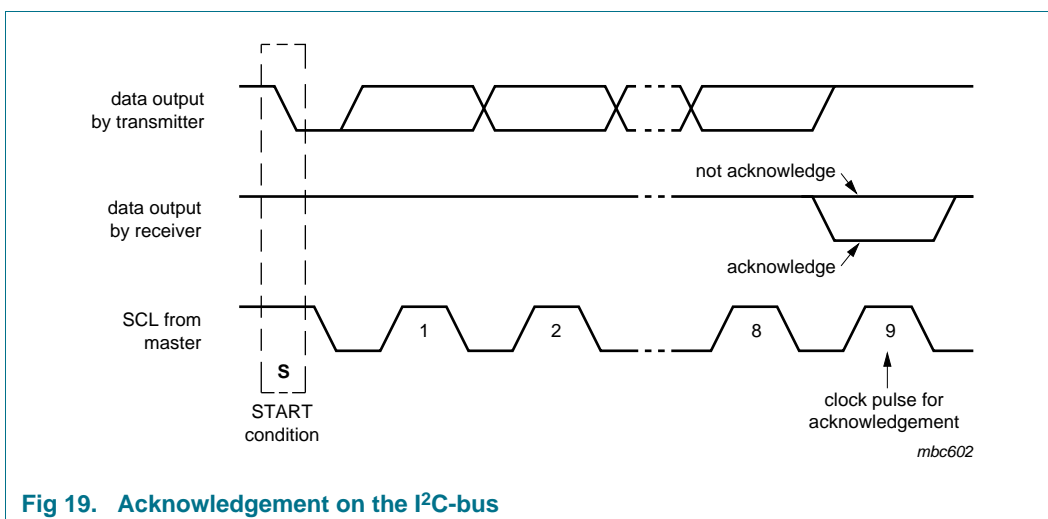 data output
by transmitter
not acknowledge
data output
by receiver
acknowledge
SCL from
master
1
2
8
9
S
START
condition
clock pulse for
acknowledgement
mbc602
Fig 19. Acknowledgement on the I²C-bus